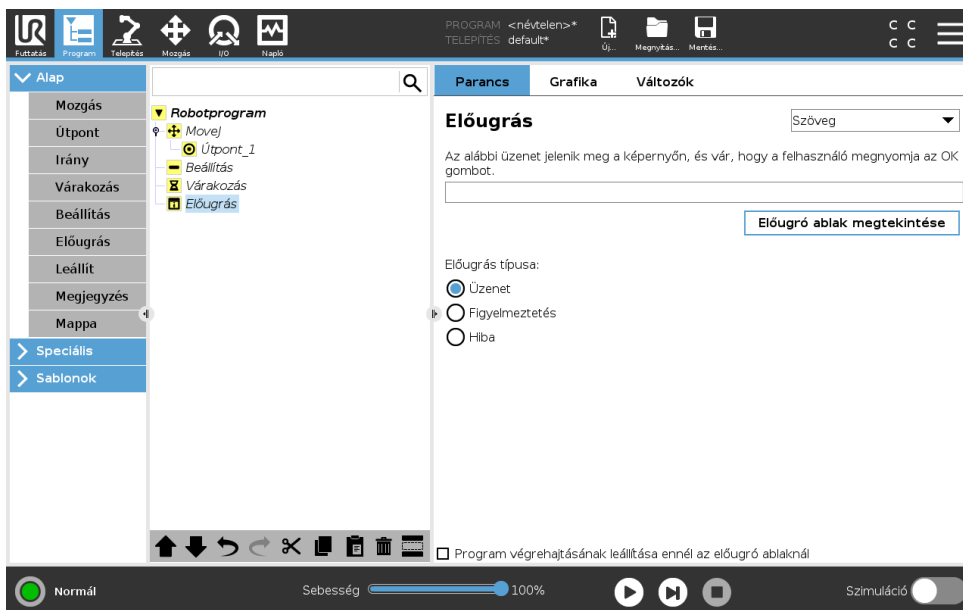 UR
Futtatás
Program
Telepítés
Mozgás
I/O
Napló
PROGRAM <névtelen>*
TELEPÍTÉS default*
Új...
Megnyitás...
Mentés...
C C
C C
Alap
Mozgás
Útpont
Irány
Várakozás
Beállítás
Előugrás
Leállít
Megjegyzés
Mappa
Speciális
Sablonok
Robotprogram
MoveJ
Útpont_1
Beállítás
Várakozás
Előugrás
Parancs
Grafika
Változók
Előugrás
Szöveg
Az alábbi üzenet jelenik meg a képernyőn, és vár, hogy a felhasználó megnyomja az OK
gombot.
Előugró ablak megtekintése
Előugrás típusa:
Üzenet
Figyelmeztetés
Hiba
Program végrehajtásának leállítása ennél az előugró ablaknál
Normál
Sebesség
100%
Szimuláció